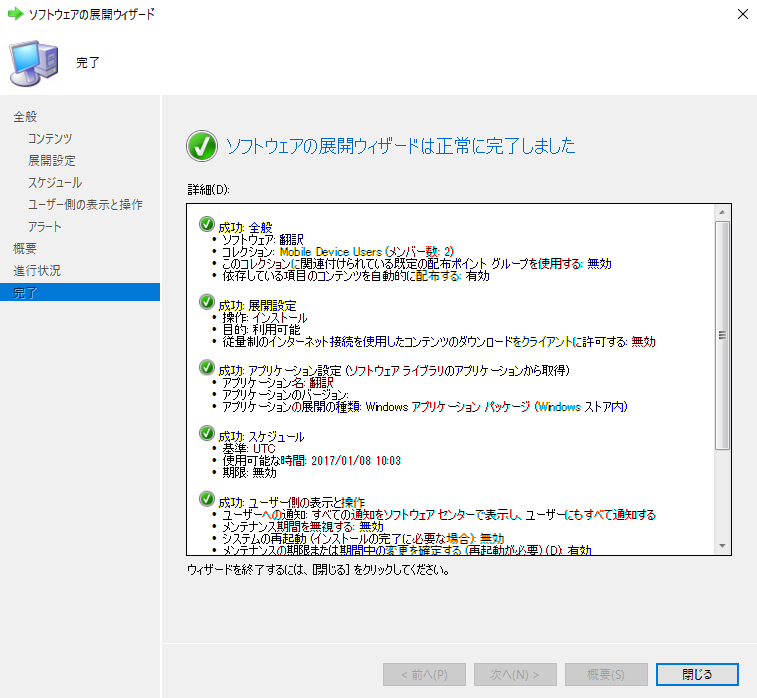 ソフトウェアの展開ウィザード
完了
全般
コンテンツ
展開設定
スケジュール
ユーザー側の表示と操作
アラート
概要
進行状況
完了
ソフトウェアの展開ウィザードは正常に完了しました
詳細(D):
成功: 全般
• ソフトウェア: 翻訳
• コレクション: Mobile Device Users (メンバー数: 2)
• このコレクションに関連付けられている既定の配布ポイント グループを使用する: 無効
• 依存している項目のコンテンツを自動的に配布する: 有効
成功: 展開設定
• 操作: インストール
• 目的: 利用可能
• 従量制のインターネット接続を使用したコンテンツのダウンロードをクライアントに許可する: 無効
成功: アプリケーション設定 (ソフトウェア ライブラリのアプリケーションから取得)
• アプリケーション名: 翻訳
• アプリケーションのバージョン:
• アプリケーションの展開の種類: Windows アプリケーション パッケージ (Windows ストア内)
成功: スケジュール
• 基準: UTC
• 使用可能な時間: 2017/01/08 10:03
• 期限: 無効
成功: ユーザー側の表示と操作
• ユーザーへの通知: すべての通知をソフトウェア センターで表示し、ユーザーにもすべて通知する
• メンテナンス期間を無視する: 無効
• システムの再起動 (インストールの完了に必要な場合): 無効
• メンテナンスの期限または期間中の変更を確定する (再起動が必要) (D): 有効
ウィザードを終了するには、[閉じる] をクリックしてください。
< 前へ(P)
次へ(N) >
概要(S)
閉じる